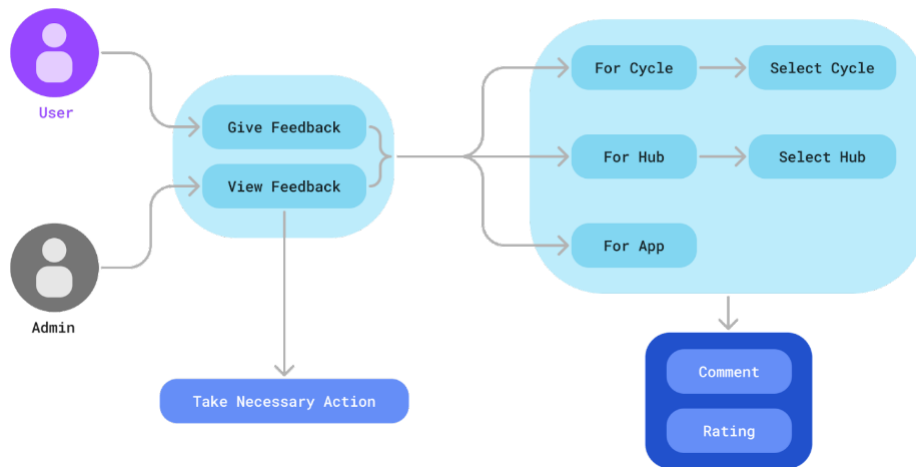 User
Give Feedback
View Feedback
Admin
Take Necessary Action
For Cycle
Select Cycle
For Hub
Select Hub
For App
Comment
Rating